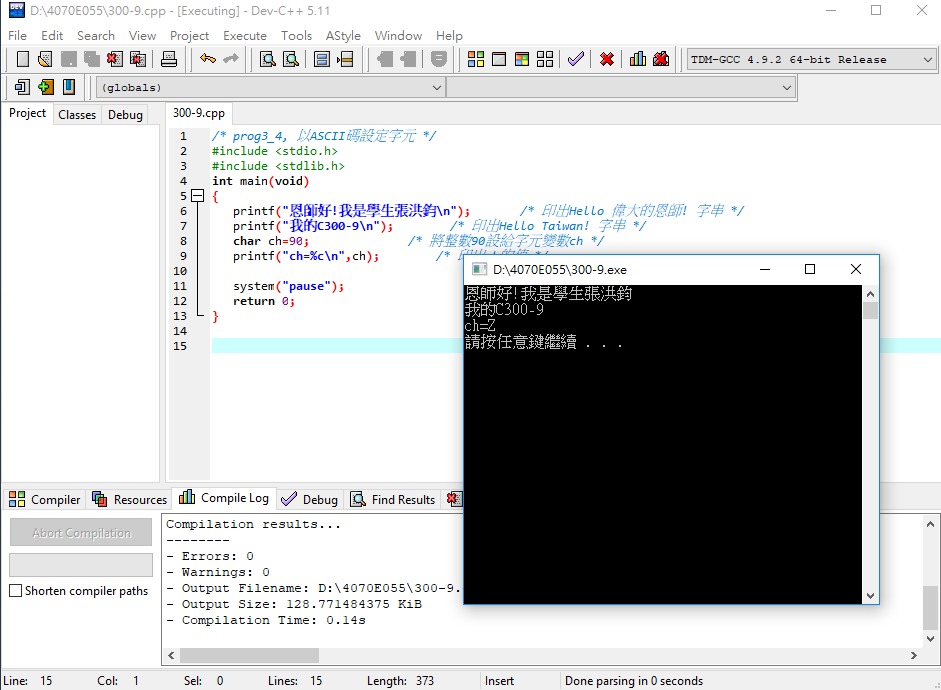 D:\4070E055\300-9.cpp - [Executing] - Dev-C++ 5.11
File Edit Search View Project Execute Tools AStyle Window Help
TDM-GCC 4.9.2 64-bit Release
(globals)
Project Classes Debug
300-9.cpp
1 /* prog3_4, 以ASCII碼設定字元 */
2 #include <stdio.h>
3 #include <stdlib.h>
4 int main(void)
5 {
6 printf("恩師好!我是學生張洪鈞\n"); /* 印出Hello 偉大的恩師! 字串 */
7 printf("我的C300-9\n"); /* 印出Hello Taiwan! 字串 */
8 char ch=90; /* 將整數90設給字元變數ch */
9 printf("ch=%c\n",ch); /*
10
11 system("pause");
12 return 0;
13 }
14
15
D:\4070E055\300-9.exe
恩師好!我是學生張洪鈞
我的C300-9
ch=Z
請按任意鍵繼續 . . .
Compiler Resources Compile Log Debug Find Results
Abort Compilation
Shorten compiler paths
Compilation results...
--------
- Errors: 0
- Warnings: 0
- Output Filename: D:\4070E055\300-9.
- Output Size: 128.771484375 KiB
- Compilation Time: 0.14s
Line: 15 Col: 1 Sel: 0 Lines: 15 Length: 373 Insert Done parsing in 0 seconds